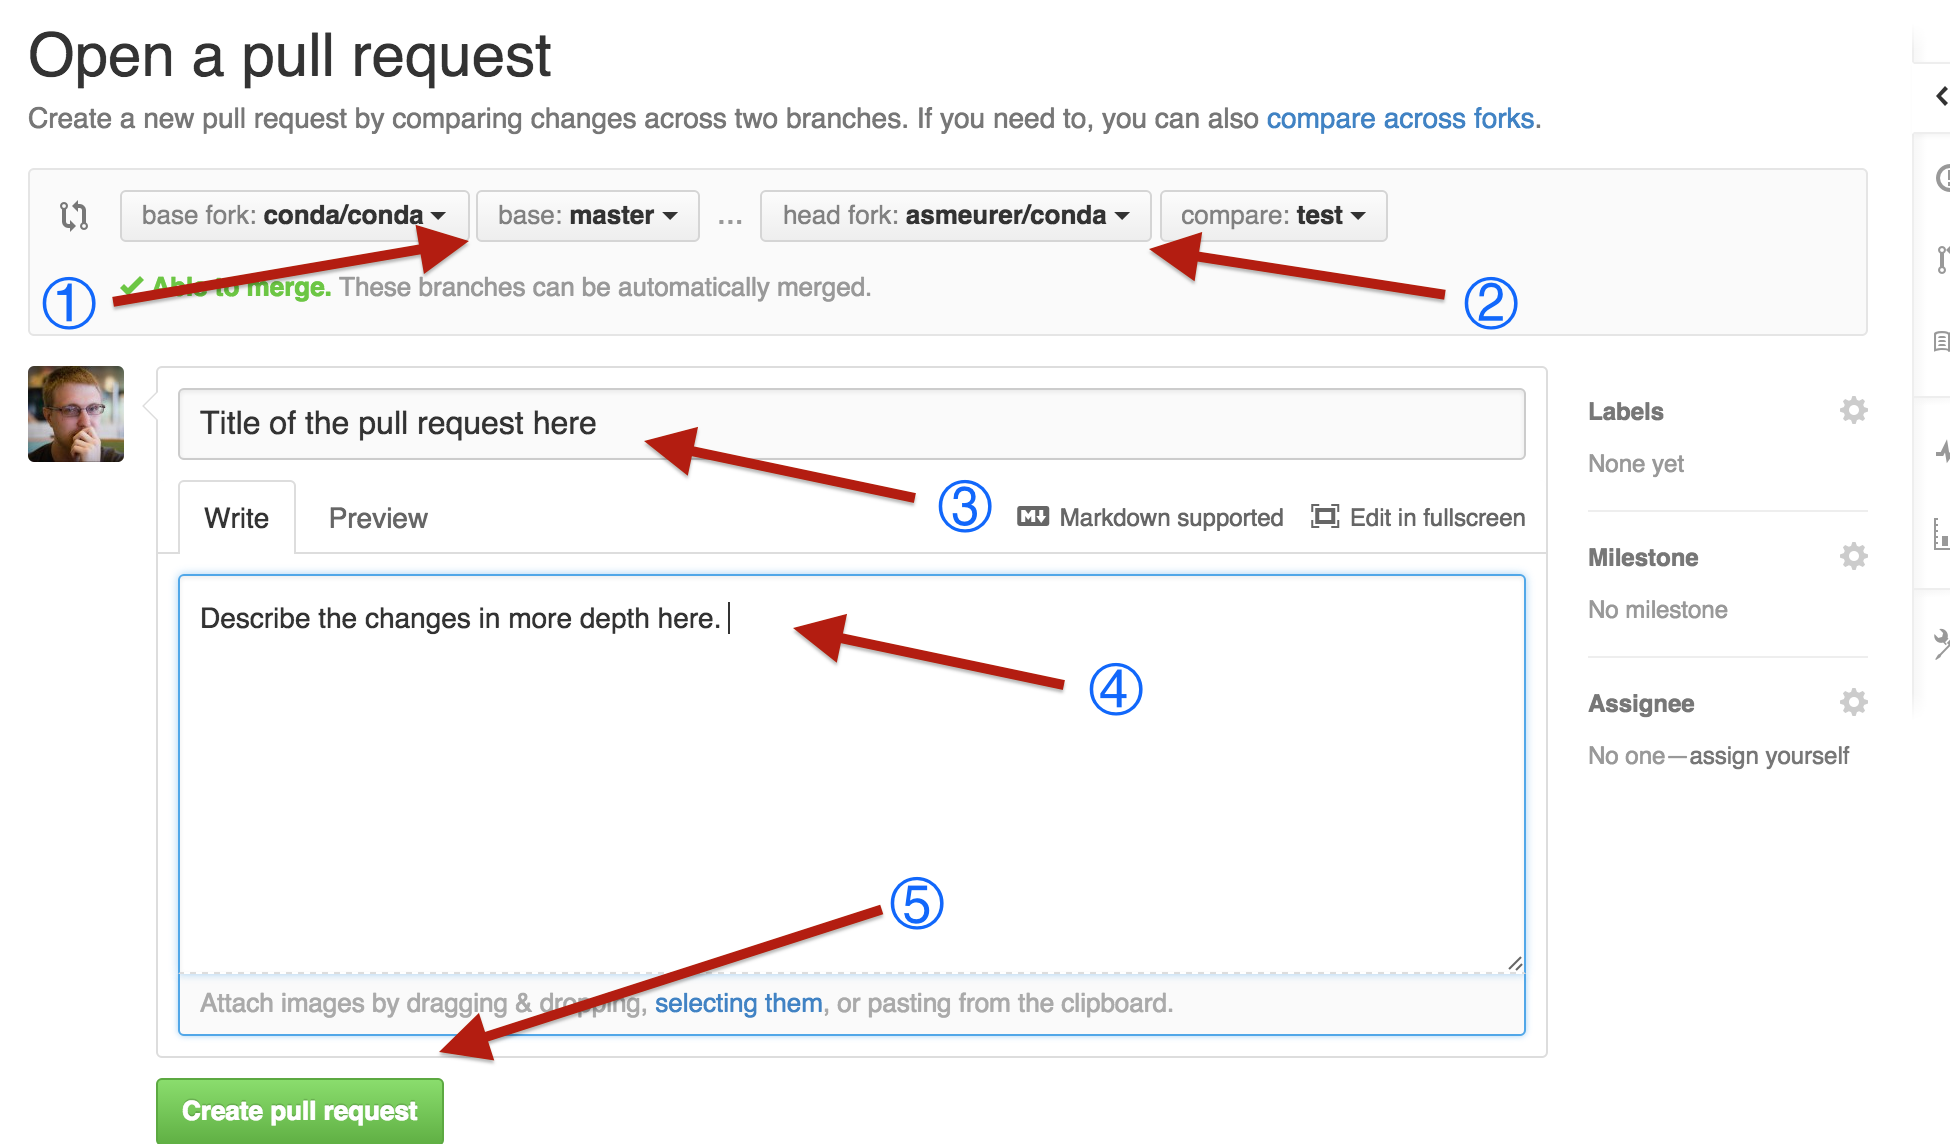 Open a pull request
Create a new pull request by comparing changes across two branches. If you need to, you can also compare across forks.
base fork: conda/conda base: master ... head fork: asmeurer/conda compare: test
① Able to merge. These branches can be automatically merged. ②
Title of the pull request here
Labels
None yet
Write Preview ③ Markdown supported Edit in fullscreen
Milestone
No milestone
Describe the changes in more depth here.
④
Assignee
No one—assign yourself
⑤
Attach images by dragging & dropping, selecting them, or pasting from the clipboard.
Create pull request